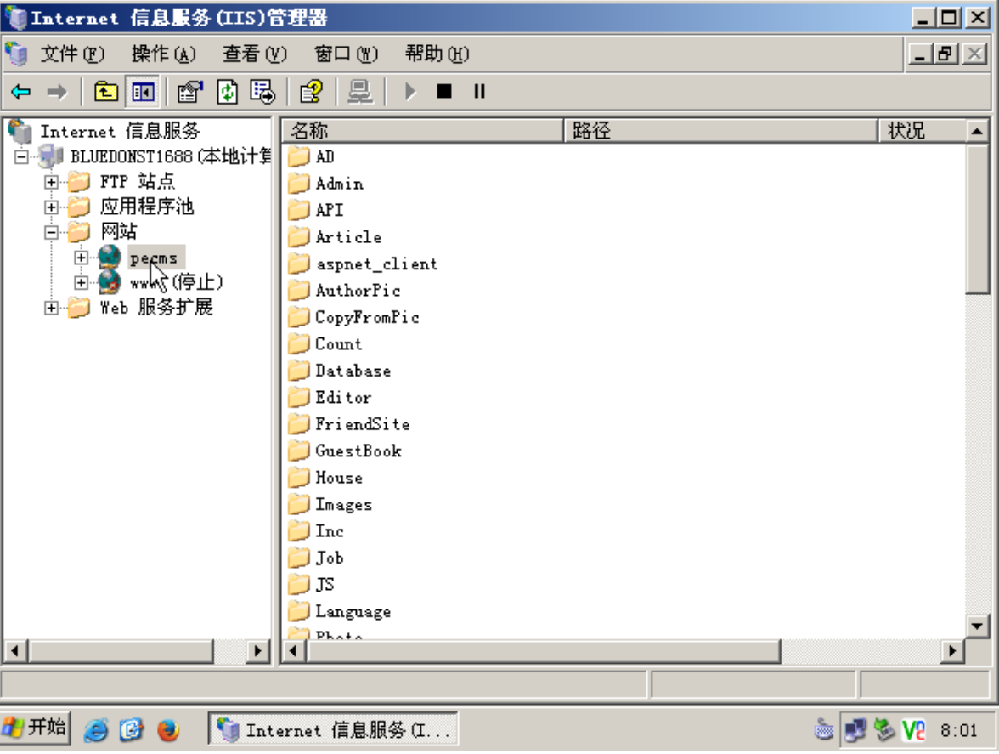 Internet 信息服务(IIS)管理器
文件(F) 操作(A) 查看(V) 窗口(W) 帮助(H)
Internet 信息服务
BLUEDONST1688(本地计算
FTP 站点
应用程序池
网站
pecms
www (停止)
Web 服务扩展
名称 路径 状况
AD
Admin
API
Article
aspnet_client
AuthorPic
CopyFromPic
Count
Database
Editor
FriendSite
GuestBook
House
Images
Inc
Job
JS
Language
Photo
开始 Internet 信息服务(I... 8:01